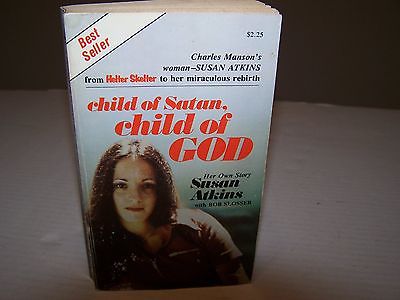 Best
Seller
$2.25
Charles Manson's
woman—SUSAN ATKINS
from Helter Skelter to her miraculous rebirth
child of Satan,
child of
GOD
Her Own Story
Susan
Atkins
with BOB SLOSSER